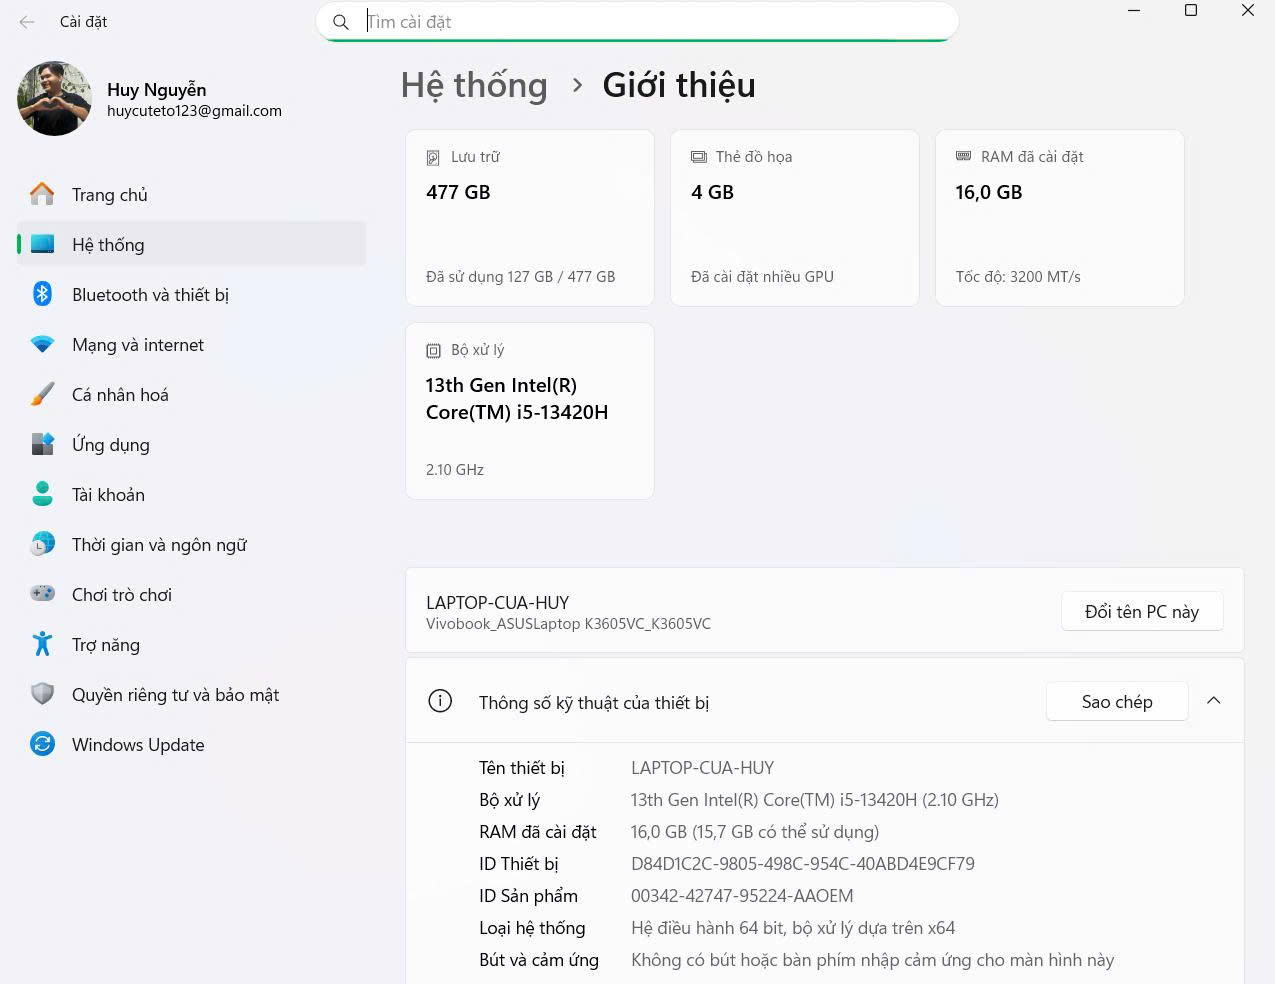 Cài đặt
Tìm cài đặt
Huy Nguyễn
huycuteto123@gmail.com
Trang chủ
Hệ thống
Bluetooth và thiết bị
Mạng và internet
Cá nhân hoá
Ứng dụng
Tài khoản
Thời gian và ngôn ngữ
Chơi trò chơi
Trợ năng
Quyền riêng tư và bảo mật
Windows Update
Hệ thống > Giới thiệu
Lưu trữ
477 GB
Đã sử dụng 127 GB / 477 GB
Thẻ đồ họa
4 GB
Đã cài đặt nhiều GPU
RAM đã cài đặt
16,0 GB
Tốc độ: 3200 MT/s
Bộ xử lý
13th Gen Intel(R)
Core(TM) i5-13420H
2.10 GHz
LAPTOP-CUA-HUY
Vivobook_ASUSLaptop K3605VC_K3605VC
Đổi tên PC này
Thông số kỹ thuật của thiết bị
Sao chép
Tên thiết bị LAPTOP-CUA-HUY
Bộ xử lý 13th Gen Intel(R) Core(TM) i5-13420H (2.10 GHz)
RAM đã cài đặt 16,0 GB (15,7 GB có thể sử dụng)
ID Thiết bị D84D1C2C-9805-498C-954C-40ABD4E9CF79
ID Sản phẩm 00342-42747-95224-AAOEM
Loại hệ thống Hệ điều hành 64 bit, bộ xử lý dựa trên x64
Bút và cảm ứng Không có bút hoặc bàn phím nhập cảm ứng cho màn hình này